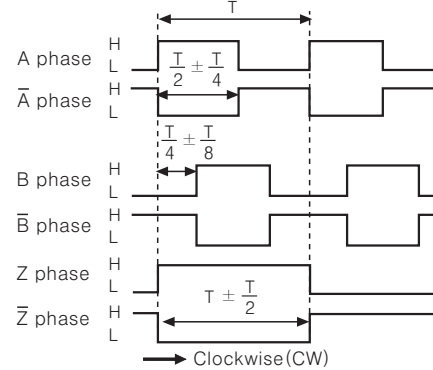 T
H
A phase
L
T/2 ± T/4
H
A̅ phase
L
T/4 ± T/8
H
B phase
L
H
B̅ phase
L
H
Z phase
L
T ± T/2
H
Z̅ phase
L
Clockwise(CW)